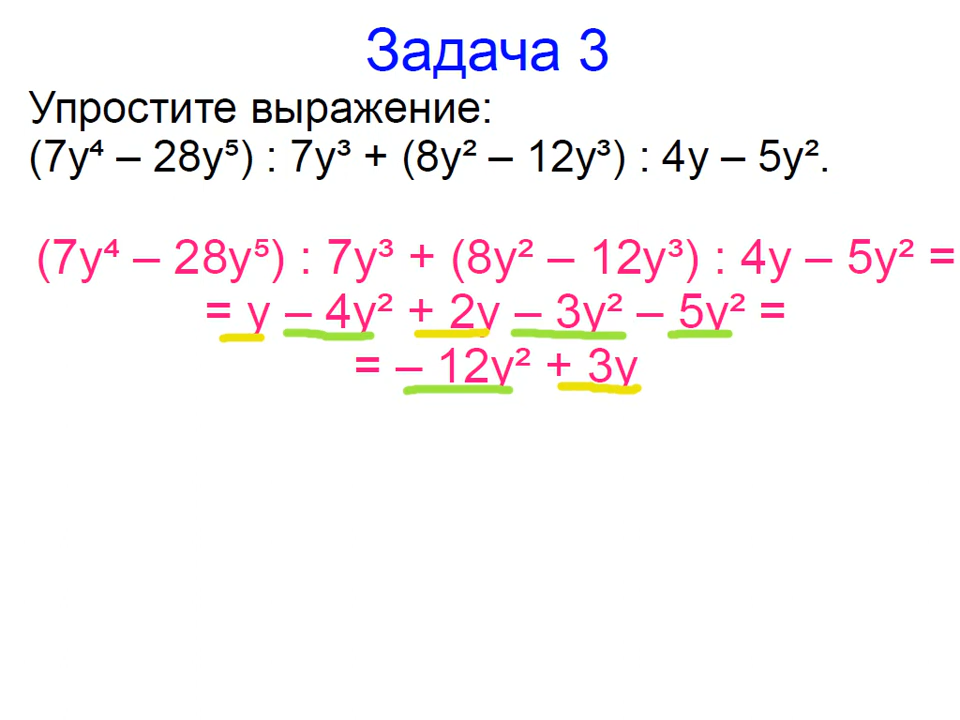 Задача 3
Упростите выражение:
(7y⁴ – 28y⁵) : 7y³ + (8y² – 12y³) : 4y – 5y².
(7y⁴ – 28y⁵) : 7y³ + (8y² – 12y³) : 4y – 5y² =
= y – 4y² + 2y – 3y² – 5y² =
= – 12y² + 3y